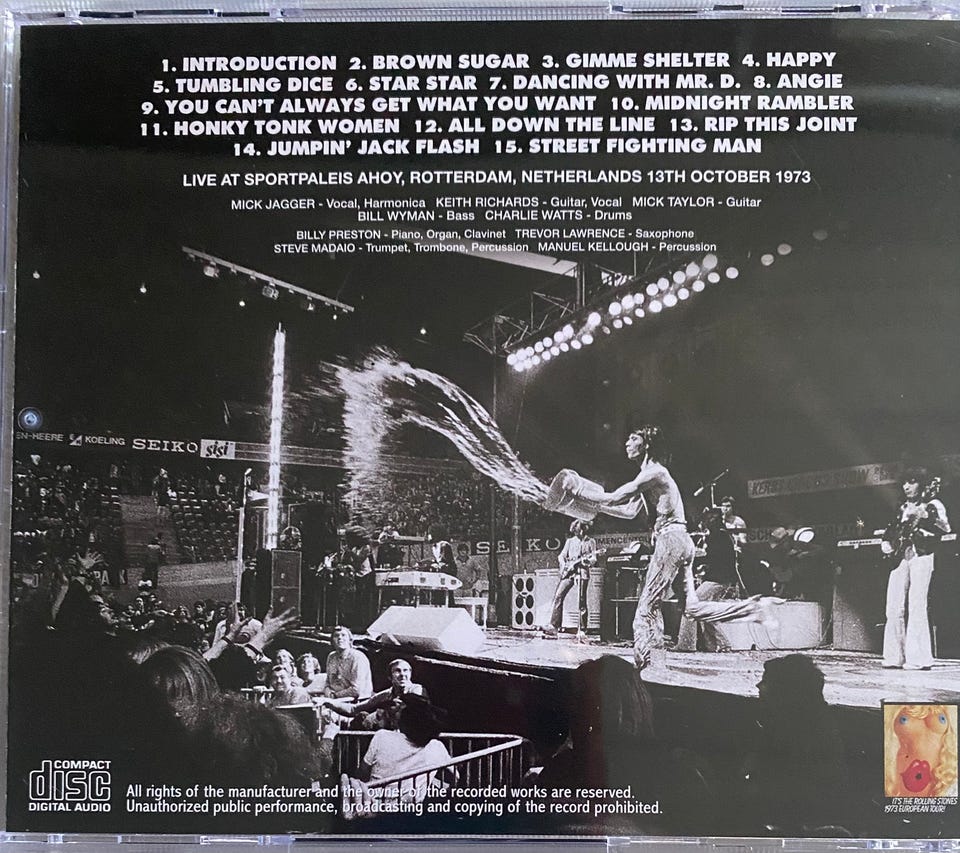 1. INTRODUCTION 2. BROWN SUGAR 3. GIMME SHELTER 4. HAPPY
5. TUMBLING DICE 6. STAR STAR 7. DANCING WITH MR. D. 8. ANGIE
9. YOU CAN'T ALWAYS GET WHAT YOU WANT 10. MIDNIGHT RAMBLER
11. HONKY TONK WOMEN 12. ALL DOWN THE LINE 13. RIP THIS JOINT
14. JUMPIN' JACK FLASH 15. STREET FIGHTING MAN
LIVE AT SPORTPALEIS AHOY, ROTTERDAM, NETHERLANDS 13TH OCTOBER 1973
MICK JAGGER - Vocal, Harmonica KEITH RICHARDS - Guitar, Vocal MICK TAYLOR - Guitar
BILL WYMAN - Bass CHARLIE WATTS - Drums
BILLY PRESTON - Piano, Organ, Clavinet TREVOR LAWRENCE - Saxophone
STEVE MADAIO - Trumpet, Trombone, Percussion MANUEL KELLOUGH - Percussion
EN-HEERE KOELING SEIKO sisi
SEIKO
COMPACT
disc
DIGITAL AUDIO
All rights of the manufacturer and the owner of the recorded works are reserved.
Unauthorized public performance, broadcasting and copying of the record prohibited.
IT'S THE ROLLING STONES
1973 EUROPEAN TOUR!